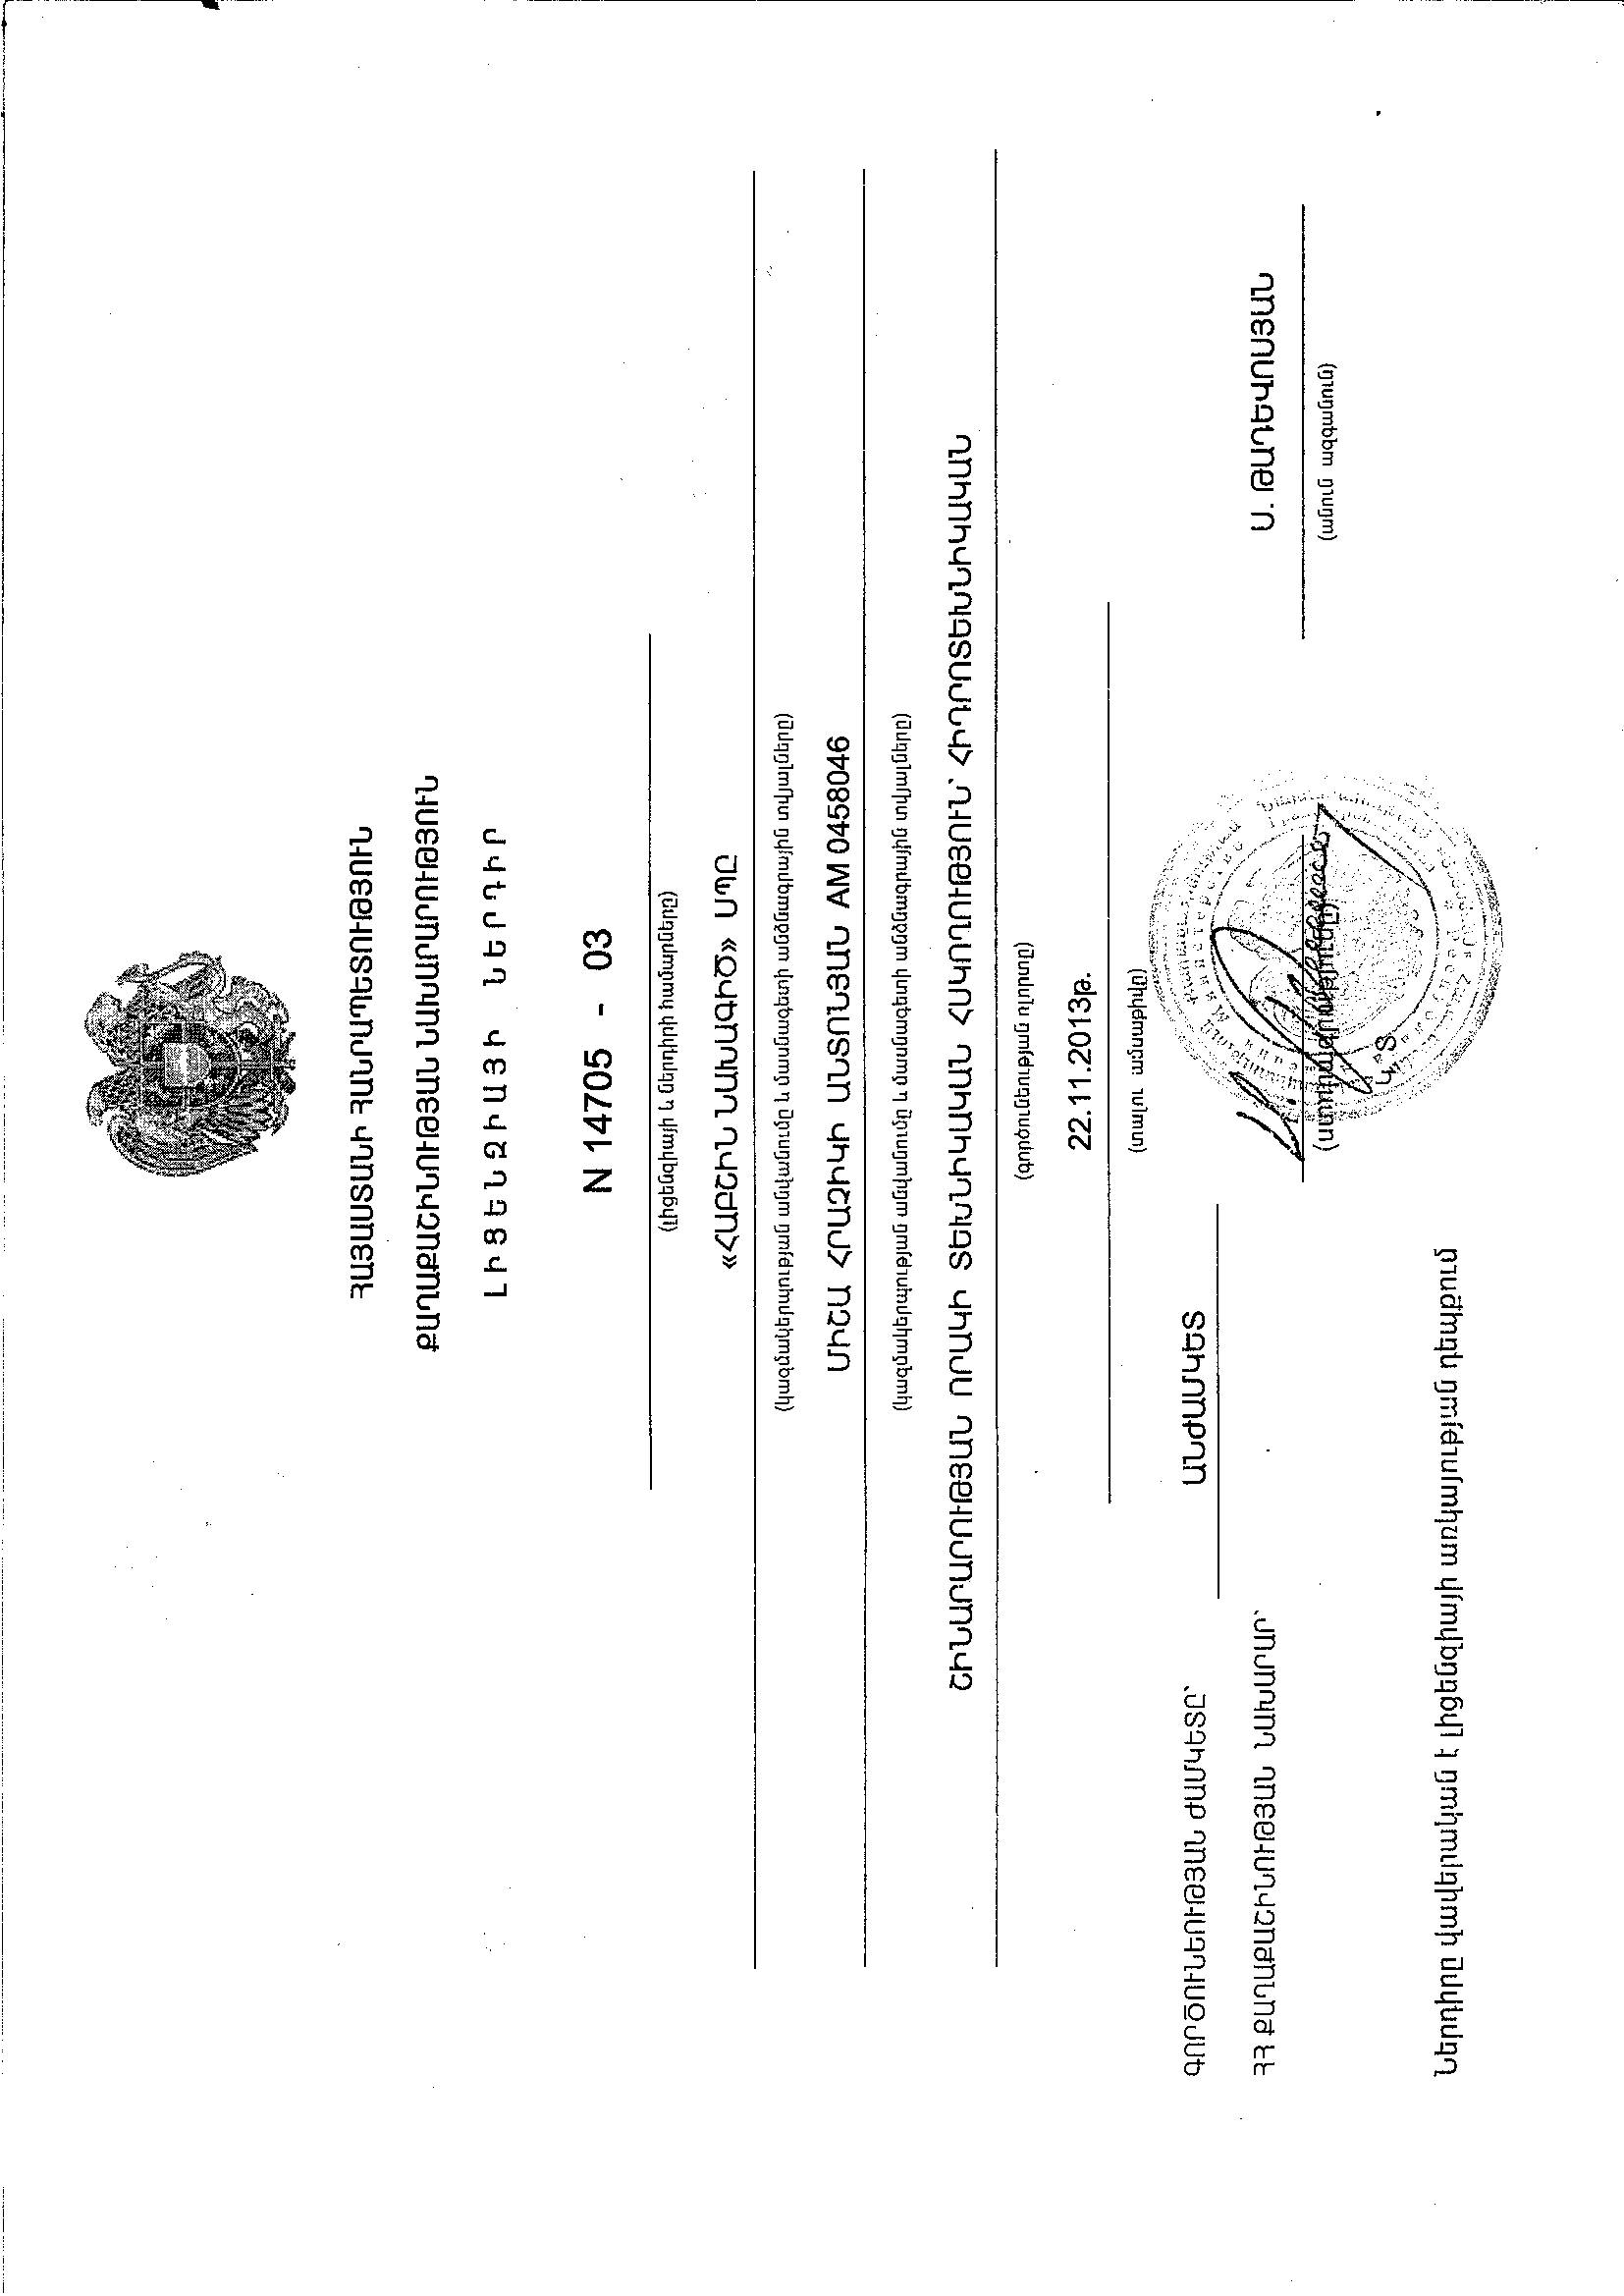 ՀԱՅԱՍՏԱՆԻ ՀԱՆՐԱՊԵՏՈՒԹՅՈՒՆ
ՔԱՂԱՔԱՇԻՆՈՒԹՅԱՆ ՆԱԽԱՐԱՐՈՒԹՅՈՒՆ
ԼԻՑԵՆԶԻԱՅԻ ՆԵՐԴԻՐ
N 14705 - 03
(լիցենզիայի և ներդիրի համարները)
«ՀԱԲՇԻՆ ՆԱԽԱԳԻԾ» ՍՊԸ
(կազմակերպության անվանումը և մասնագետի անձնագրային տվյալները)
ՄԻՇԱ ՀՐԱՉԻԿԻ ԱՆՏՈՆՅԱՆ AM 0458046
(կազմակերպության անվանումը և մասնագետի անձնագրային տվյալները)
ՇԻՆԱՐԱՐՈՒԹՅԱՆ ՈՐԱԿԻ ՏԵԽՆԻԿԱԿԱՆ ՀՍԿՈՂՈՒԹՅՈՒՆ՝ ՀԻԴՐՈՏԵԽՆԻԿԱԿԱՆ
(գործունեության ոլորտը)
22.11.2013թ.
(տալու ամսաթիվը)
ԳՈՐԾՈՒՆԵՈՒԹՅԱՆ ԺԱՄԿԵՏԸ՝ ԱՆԺԱՄԿԵՏ
ՀՀ ՔԱՂԱՔԱՇԻՆՈՒԹՅԱՆ ՆԱԽԱՐԱՐ՝
Ս. ԹԱԴԵՎՈՍՅԱՆ
(ստորագրությունը)
(անուն ազգանուն)
Կ.Տ
Ներդիրը վավերական է լիցենզիայի առկայության դեպքում